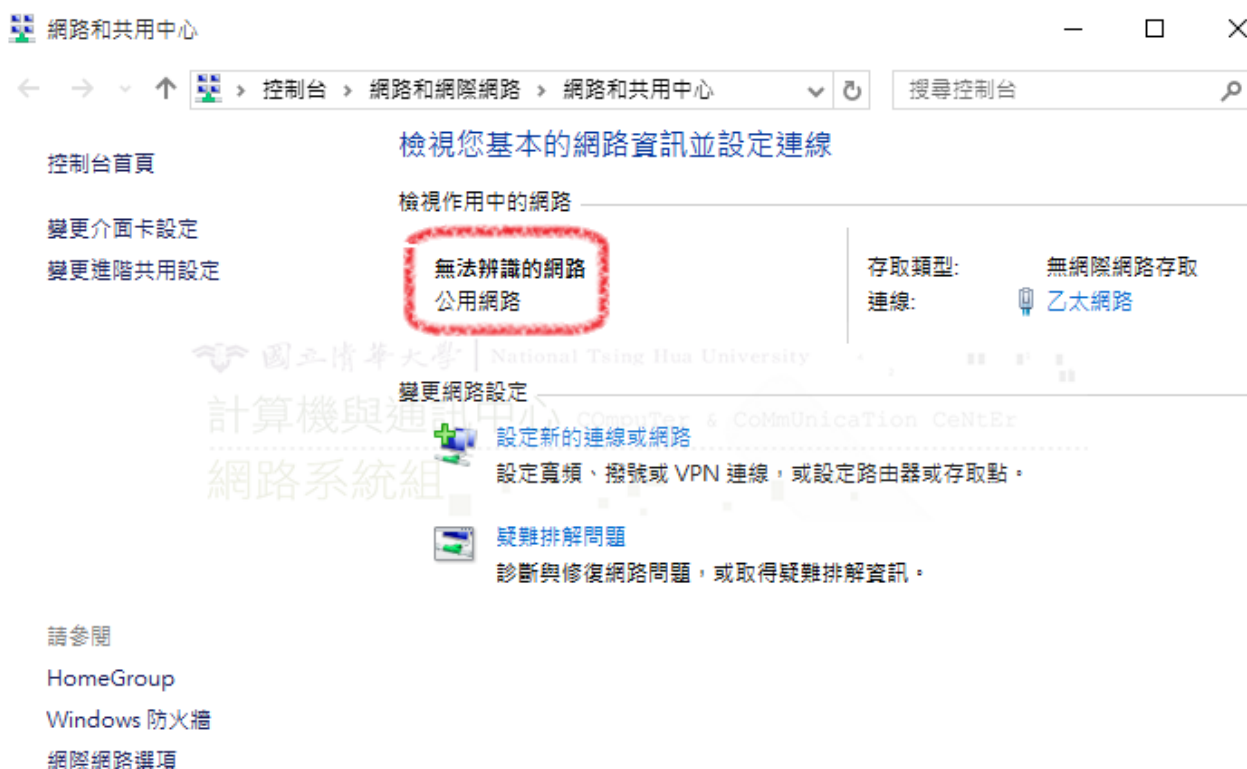 網路和共用中心
控制台 › 網路和網際網路 › 網路和共用中心
搜尋控制台
控制台首頁
變更介面卡設定
變更進階共用設定
檢視您基本的網路資訊並設定連線
檢視作用中的網路
無法辨識的網路
公用網路
存取類型: 無網際網路存取
連線: 乙太網路
國立清華大學 National Tsing Hua University
變更網路設定
計算機與通訊中心 COmpuTer & CoMmUnicaTion CeNtEr
設定新的連線或網路
網路系統組
設定寬頻、撥號或 VPN 連線，或設定路由器或存取點。
疑難排解問題
診斷與修復網路問題，或取得疑難排解資訊。
請參閱
HomeGroup
Windows 防火牆
網際網路選項